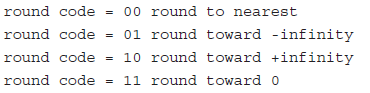 round code = 00 round to nearest
round code = 01 round toward -infinity
round code = 10 round toward +infinity
round code = 11 round toward 0